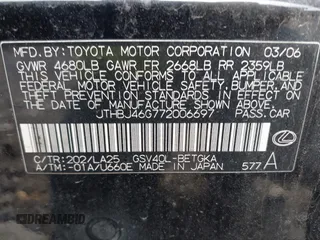 MFD.BY:TOYOTA MOTOR CORPORATION 03/06
GVWR 4680LB GAWR FR 2668LB RR 2359LB
THIS VEHICLE CONFORMS TO ALL APPLICABLE
FEDERAL MOTOR VEHICLE SAFETY, BUMPER, AND
THEFT PREVENTION STANDARDS IN EFFECT ON
THE DATE OF MANUFACTURE SHOWN ABOVE.
JTHBJ46G772006697 PASS.CAR
C/TR:202/LA25 GSV40L-BETGKA
A/TM:-01A/U660E MADE IN JAPAN 577 A
DREAMBID